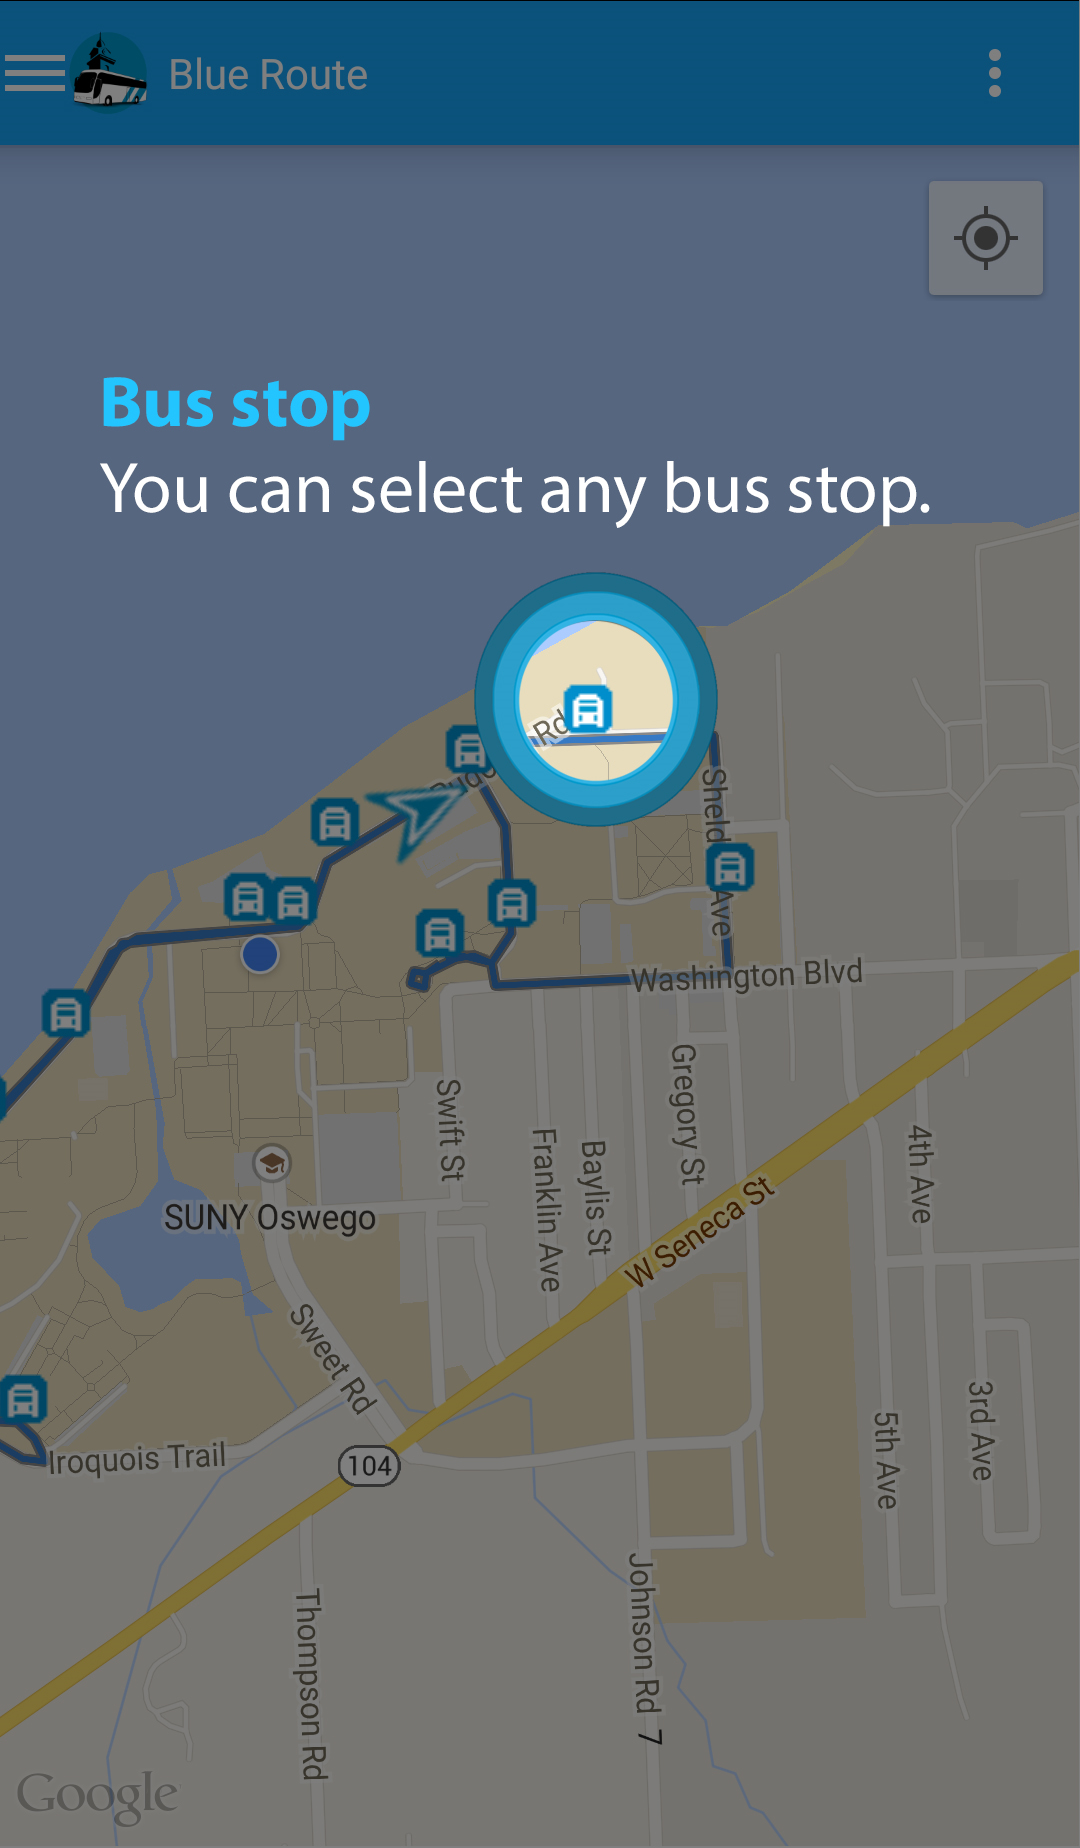 Blue Route
Bus stop
You can select any bus stop.
Rd
Sheld
Ave
Washington Blvd
Swift St
Franklin Ave
Baylis St
Gregory St
4th Ave
SUNY Oswego
W Seneca St
Sweet Rd
3rd Ave
5th Ave
Iroquois Trail
104
Thompson Rd
Johnson Rd
7
Google